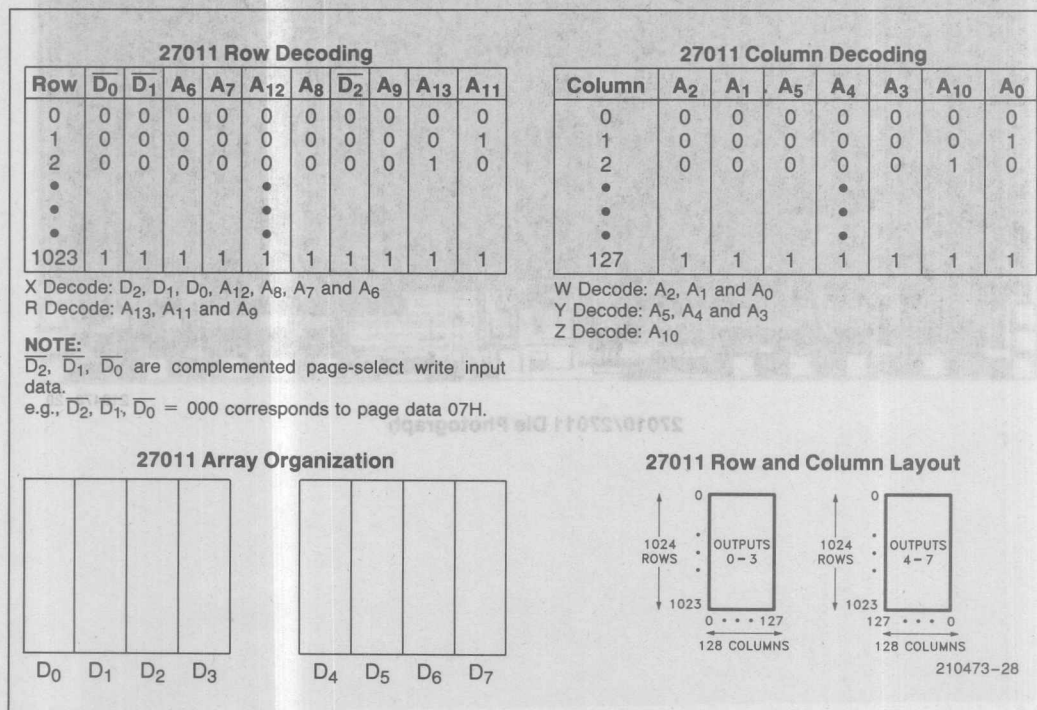 27011 Row Decoding
Row D̅₀ D̅₁ A₆ A₇ A₁₂ A₈ D̅₂ A₉ A₁₃ A₁₁
0 0 0 0 0 0 0 0 0 0 0
1 0 0 0 0 0 0 0 0 0 1
2 0 0 0 0 0 0 0 0 1 0
• •
• •
• •
1023 1 1 1 1 1 1 1 1 1 1
X Decode: D₂, D₁, D₀, A₁₂, A₈, A₇ and A₆
R Decode: A₁₃, A₁₁ and A₉
NOTE:
D̅₂, D̅₁, D̅₀ are complemented page-select write input
data.
e.g., D̅₂, D̅₁, D̅₀ = 000 corresponds to page data 07H.
27011 Column Decoding
Column A₂ A₁ A₅ A₄ A₃ A₁₀ A₀
0 0 0 0 0 0 0 0
1 0 0 0 0 0 0 1
2 0 0 0 0 0 1 0
• •
• •
• •
127 1 1 1 1 1 1 1
W Decode: A₂, A₁ and A₀
Y Decode: A₅, A₄ and A₃
Z Decode: A₁₀
27010/27011 Die Photograph
27011 Array Organization
D₀ D₁ D₂ D₃ D₄ D₅ D₆ D₇
27011 Row and Column Layout
0
1024
ROWS
OUTPUTS
0–3
1023
0 • • • 127
128 COLUMNS
0
1024
ROWS
OUTPUTS
4–7
1023
127 • • • 0
128 COLUMNS
210473–28